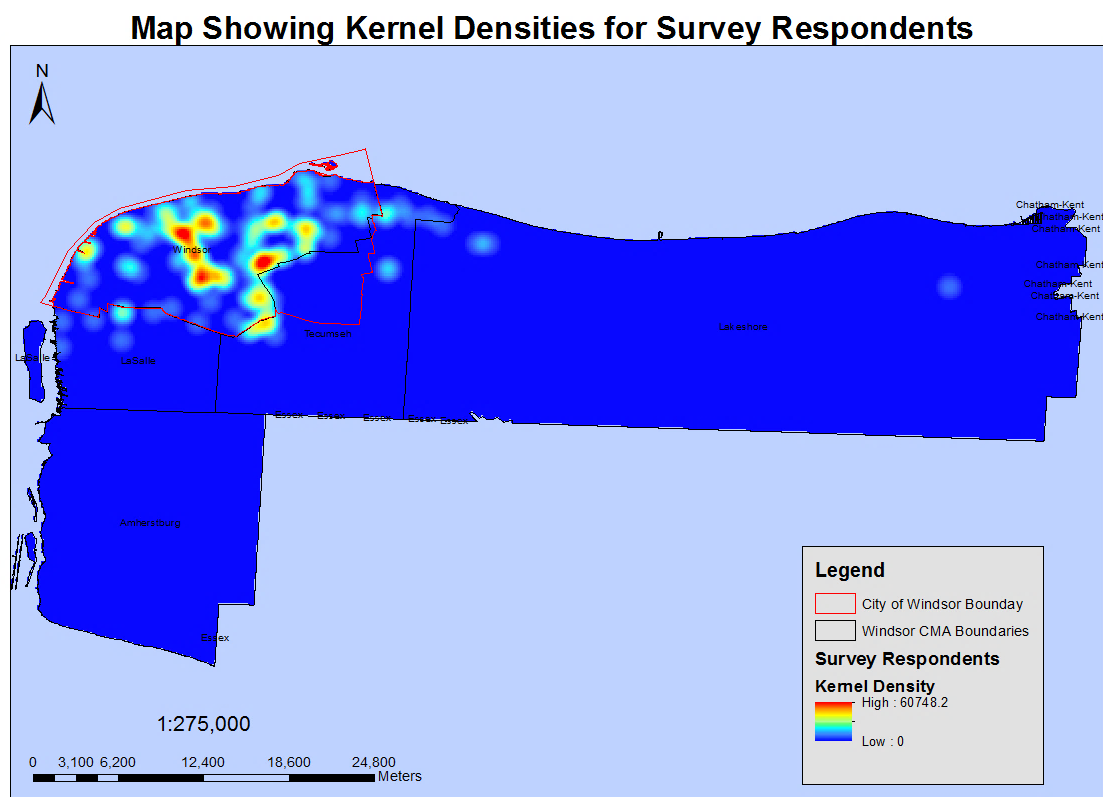 Map Showing Kernel Densities for Survey Respondents
N
Chatham-Kent
Chatham-Kent
Chatham-Kent
Windsor
Chatham-Kent
Chatham-Kent
Chatham-Kent
Chatham-Kent
Lakeshore
Tecumseh
LaSalle
LaSalle
Essex
Essex
Essex
Essex
Essex
Amherstburg
Essex
Legend
City of Windsor Bounday
Windsor CMA Boundaries
Survey Respondents
Kernel Density
High : 60748.2
Low : 0
1:275,000
0 3,100 6,200 12,400 18,600 24,800
Meters